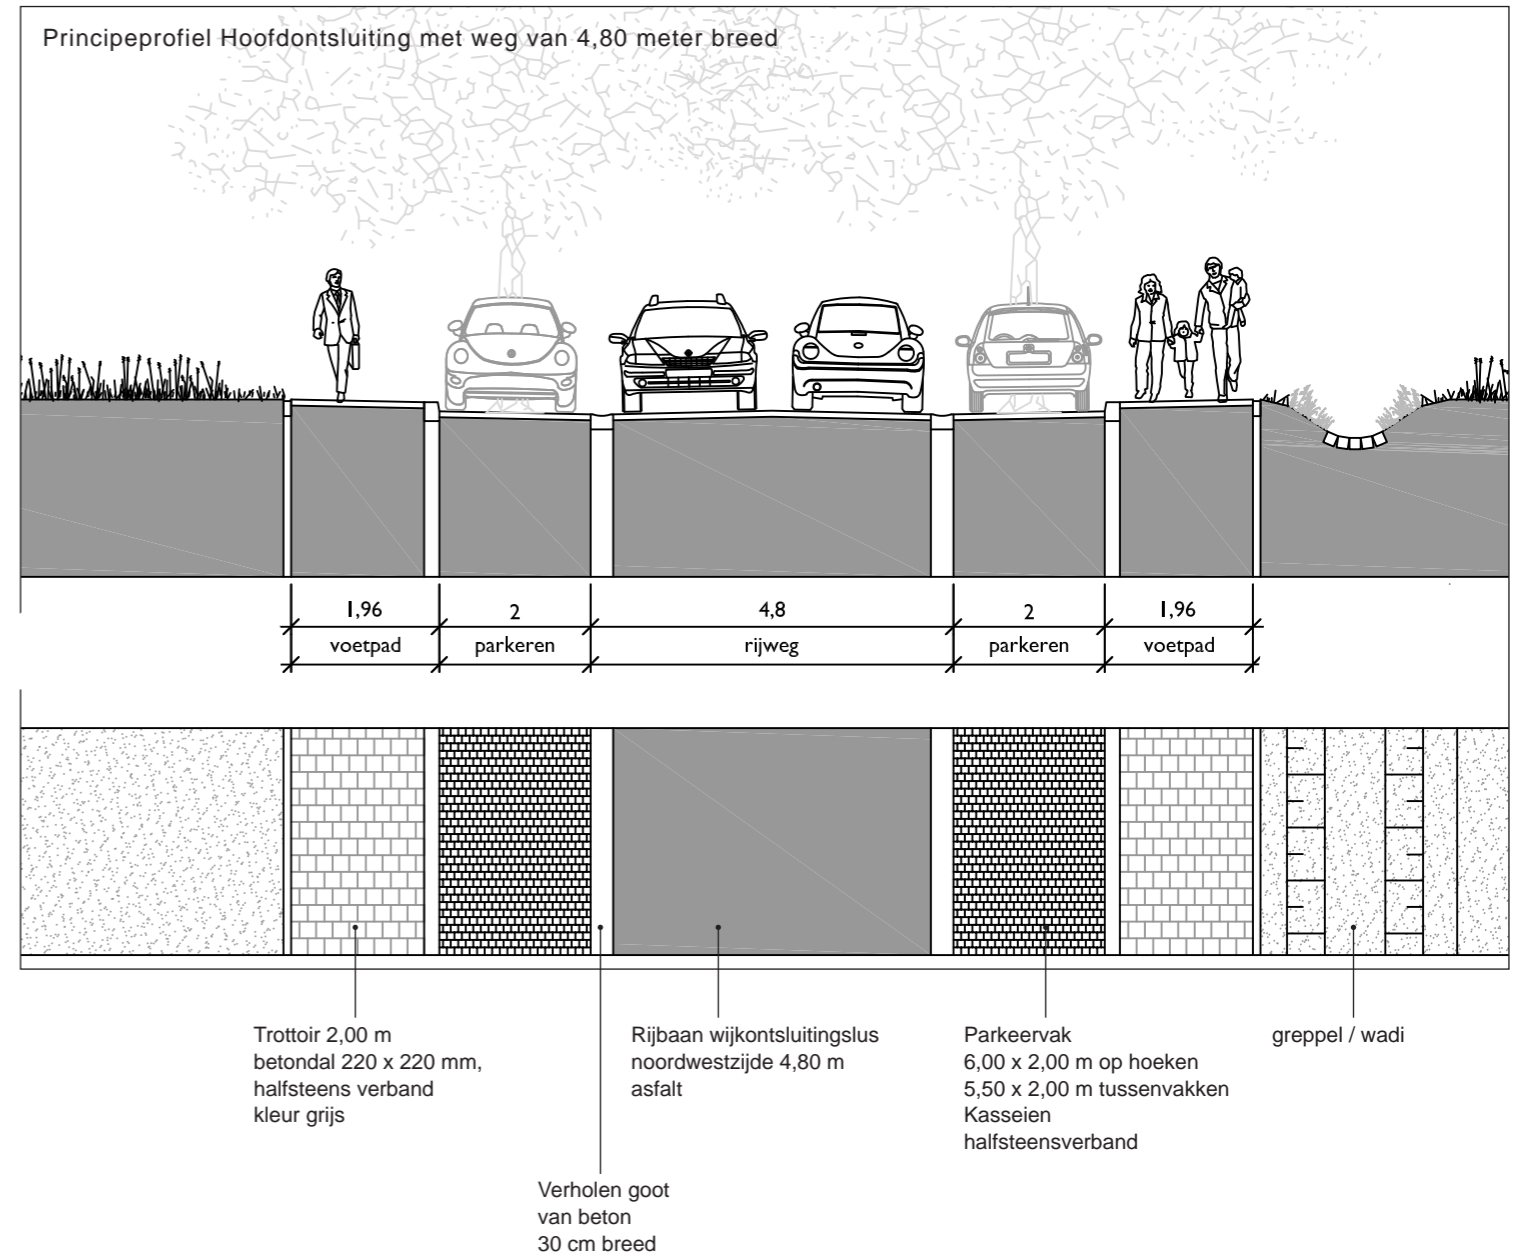 Principeprofiel Hoofdontsluiting met weg van 4,80 meter breed
1,96 2 4,8 2 1,96
voetpad parkeren rijweg parkeren voetpad
Trottoir 2,00 m
betondal 220 x 220 mm,
halfsteens verband
kleur grijs
Verholen goot
van beton
30 cm breed
Rijbaan wijkontsluitingslus
noordwestzijde 4,80 m
asfalt
Parkeervak
6,00 x 2,00 m op hoeken
5,50 x 2,00 m tussenvakken
Kasseien
halfsteensverband
greppel / wadi